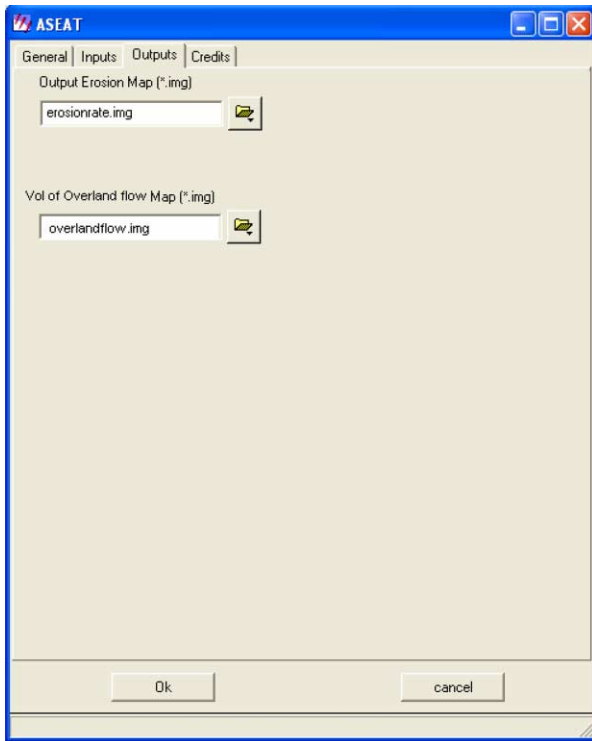 ASEAT
General Inputs Outputs Credits
Output Erosion Map (*.img)
erosionrate.img
Vol of Overland flow Map (*.img)
overlandflow.img
Ok cancel